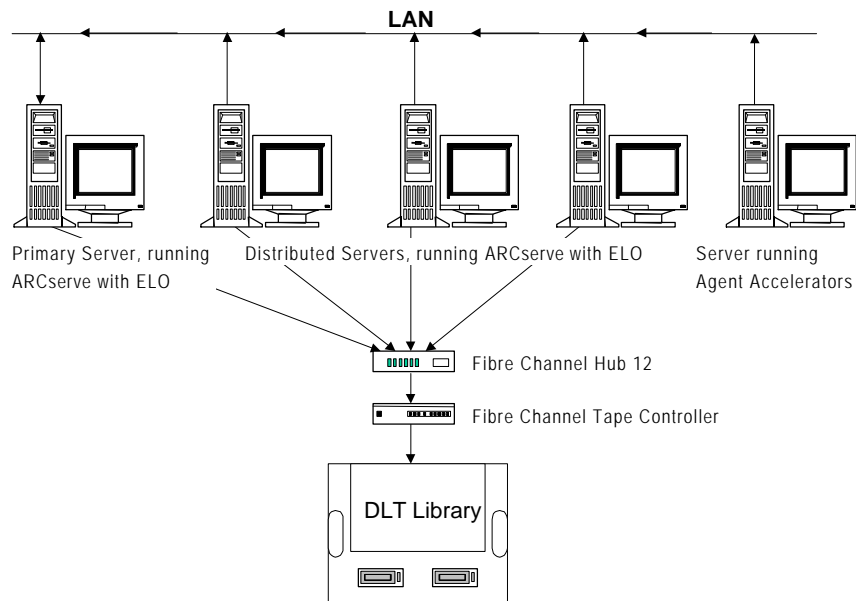 LAN
Primary Server, running
ARCserve with ELO
Distributed Servers, running ARCserve with ELO
Server running
Agent Accelerators
Fibre Channel Hub 12
Fibre Channel Tape Controller
DLT Library